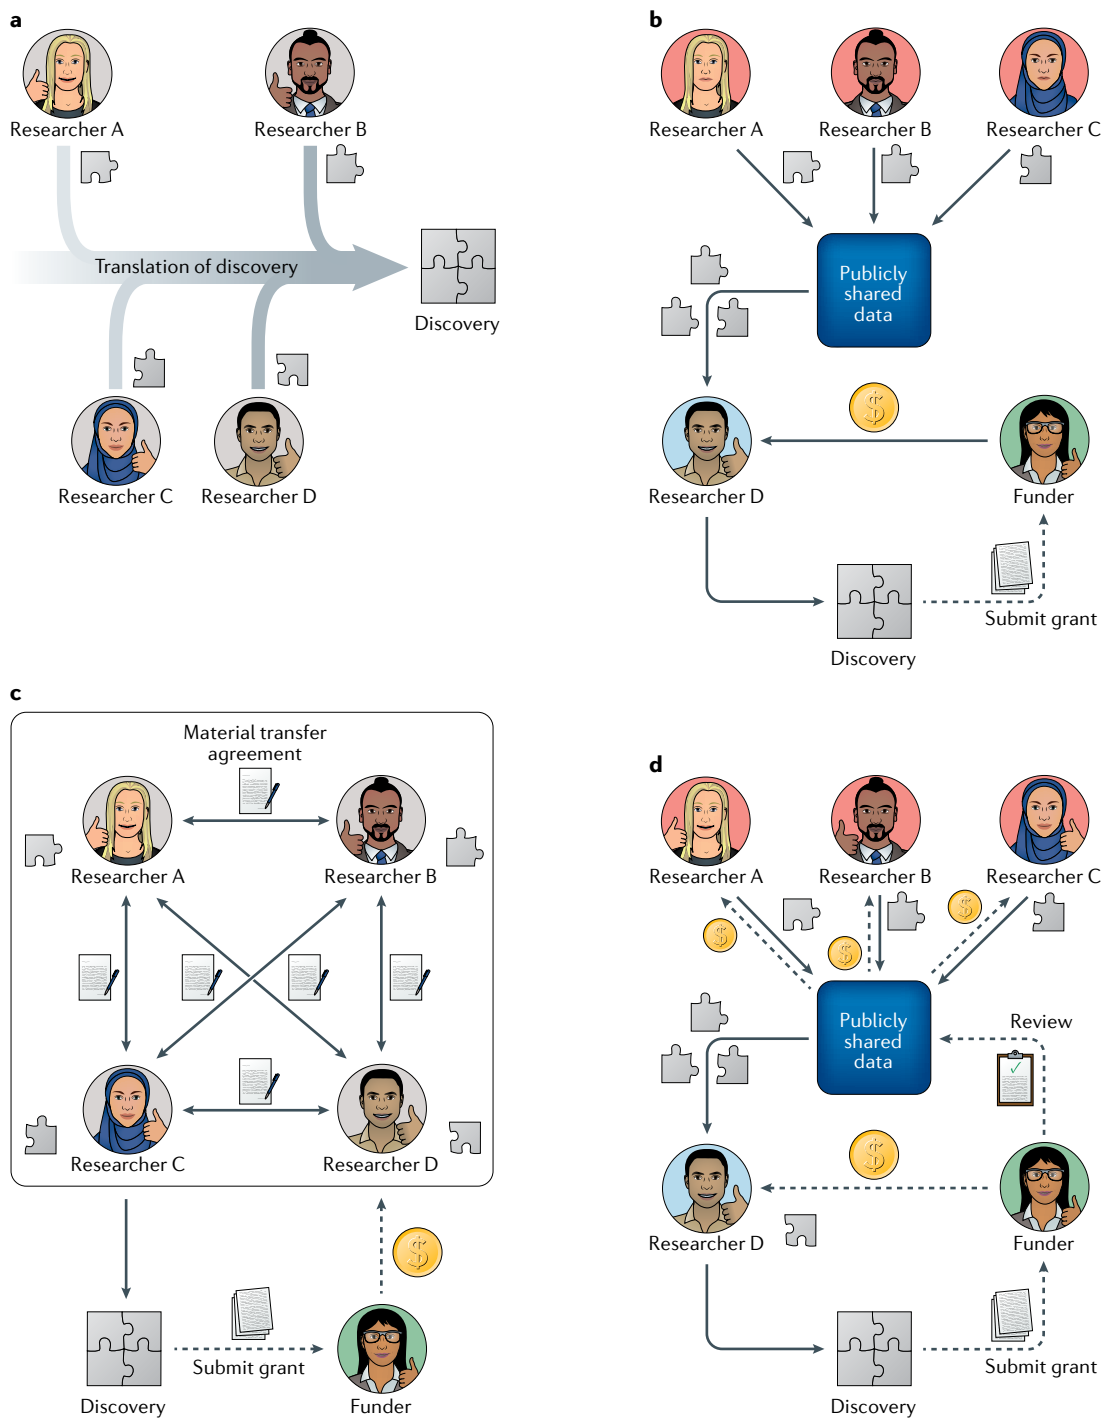 a
Researcher A
Researcher B
Translation of discovery
Discovery
Researcher C
Researcher D
b
Researcher A
Researcher B
Researcher C
Publicly
shared
data
$
Researcher D
Funder
Submit grant
Discovery
c
Material transfer
agreement
Researcher A
Researcher B
Researcher C
Researcher D
$
Submit grant
Discovery
Funder
d
Researcher A
Researcher B
Researcher C
$
$
$
Publicly
shared
data
Review
$
Researcher D
Funder
Submit grant
Discovery